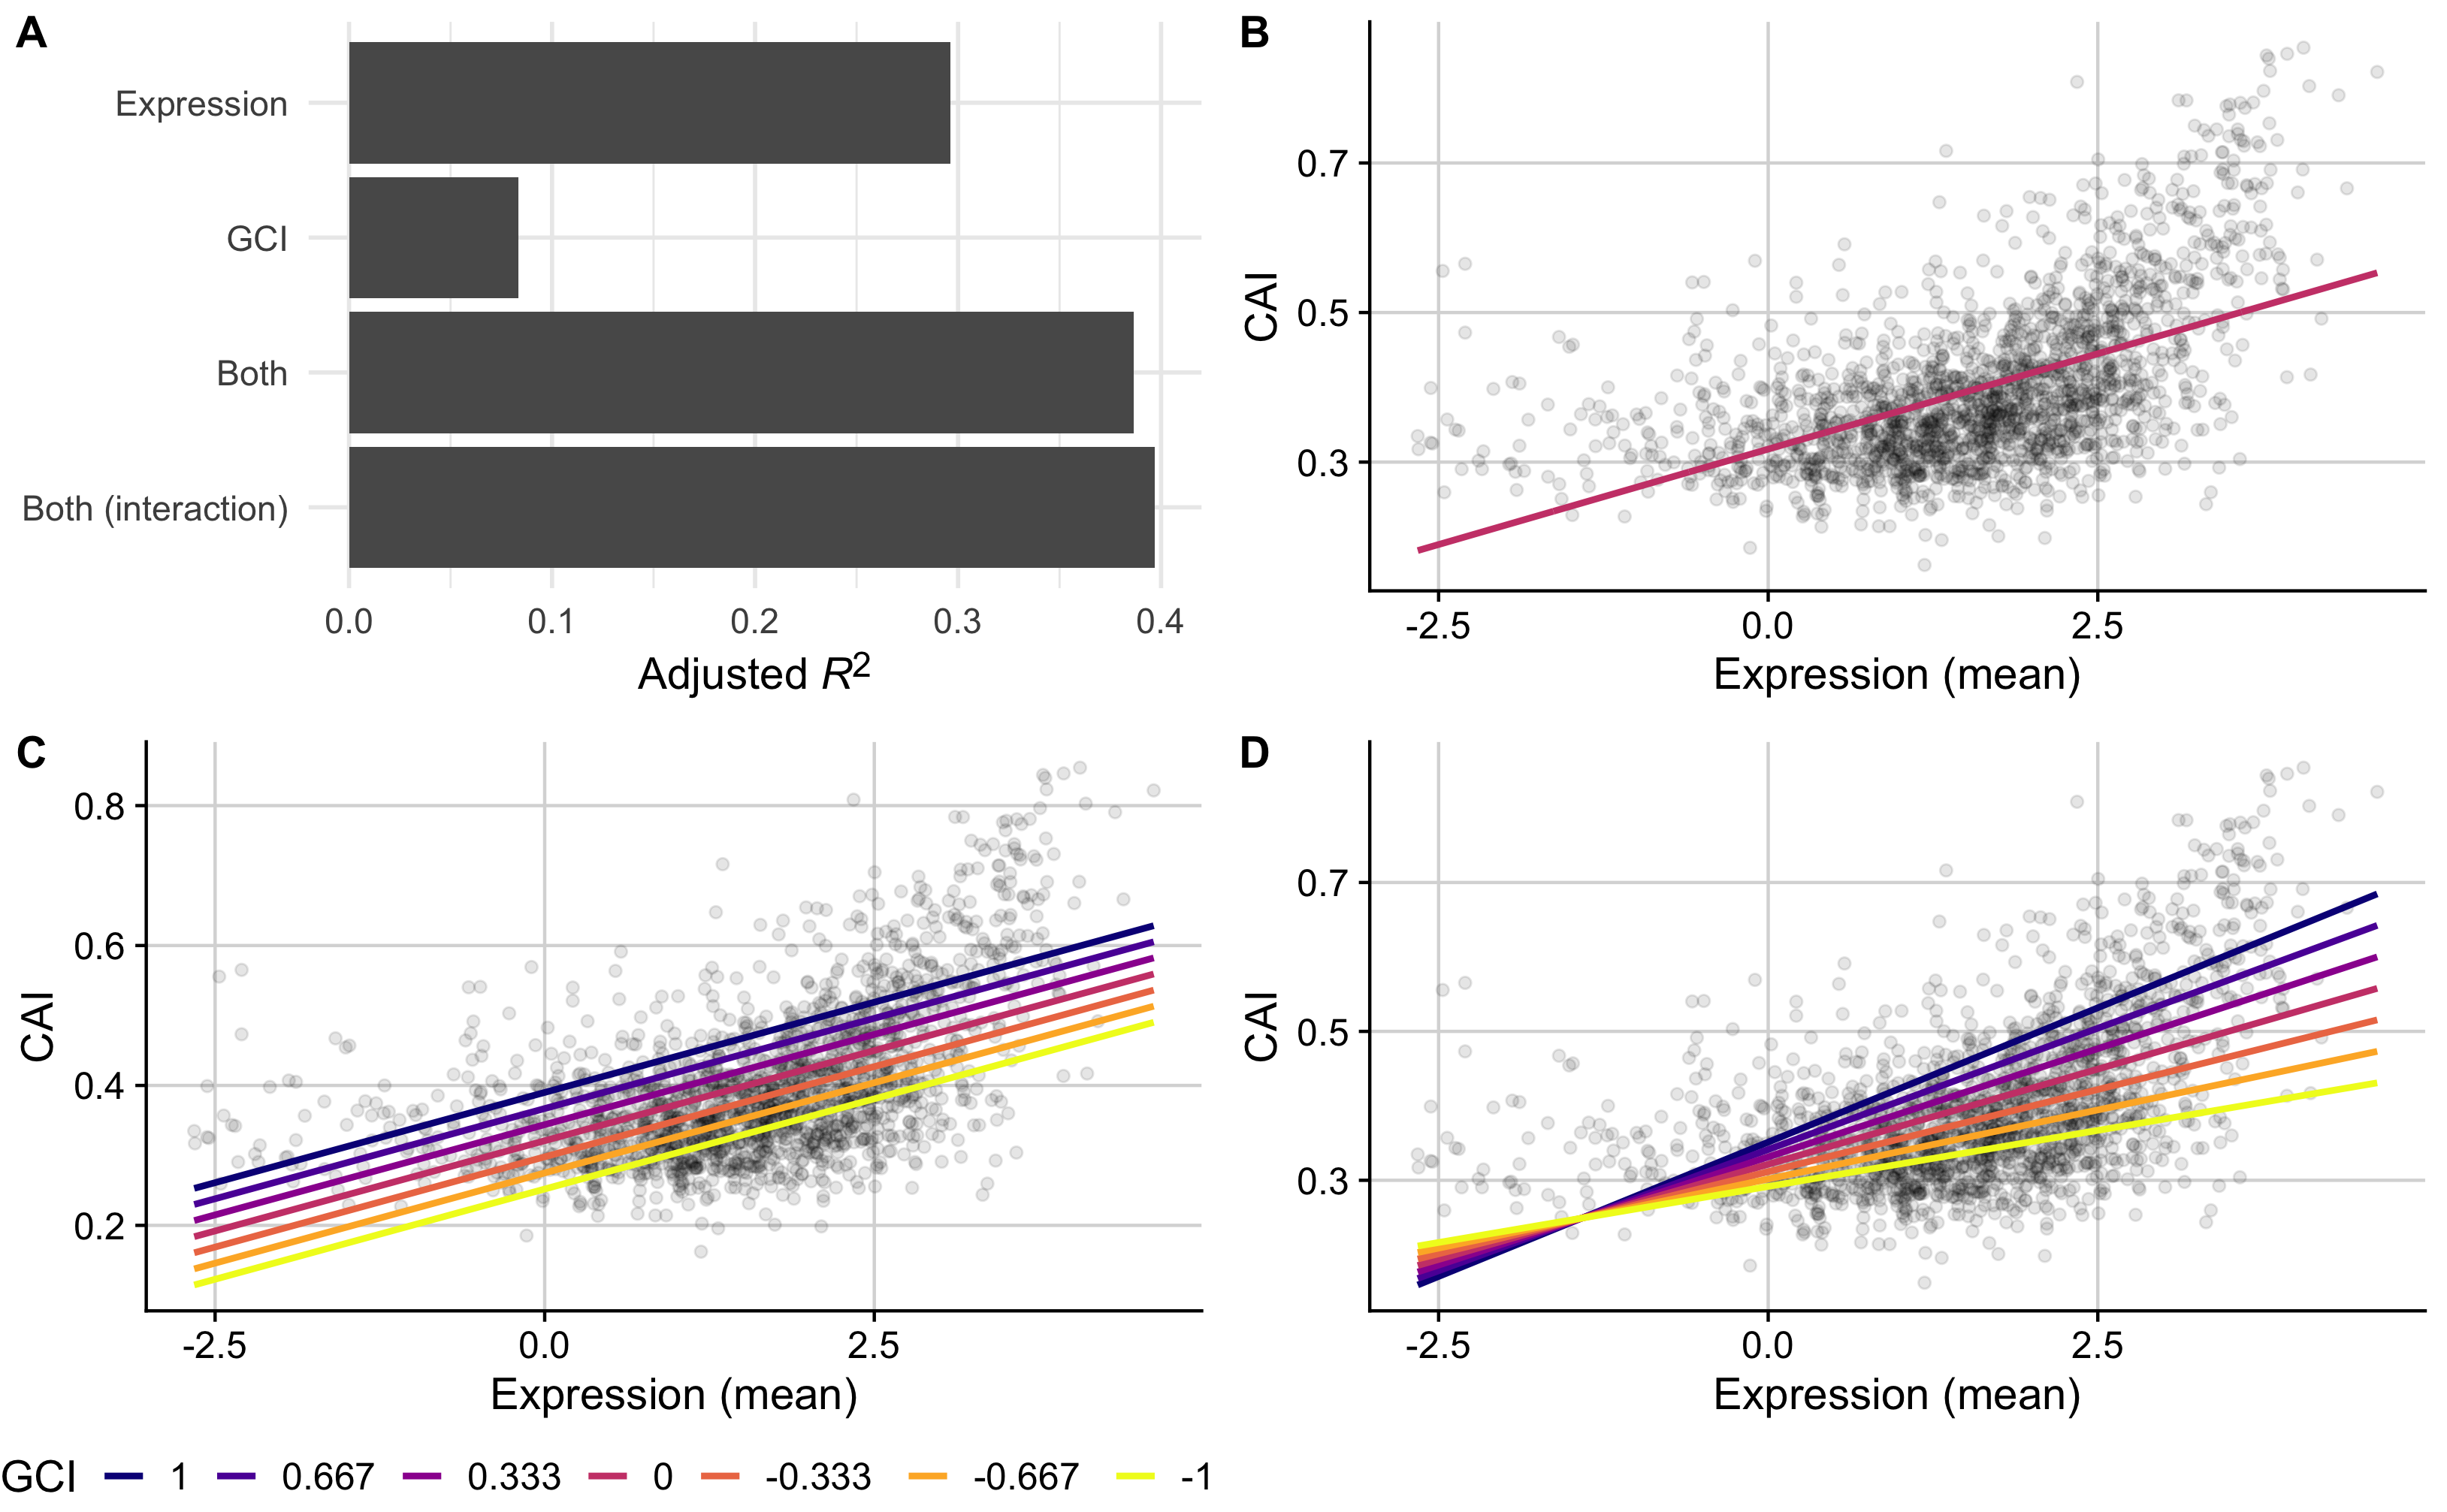 A
Expression
GCI
Both
Both (interaction)
0.0 0.1 0.2 0.3 0.4
Adjusted R²
B
CAI
0.7
0.5
0.3
-2.5 0.0 2.5
Expression (mean)
C
CAI
0.8
0.6
0.4
0.2
-2.5 0.0 2.5
Expression (mean)
D
CAI
0.7
0.5
0.3
-2.5 0.0 2.5
Expression (mean)
GCI 1 0.667 0.333 0 -0.333 -0.667 -1